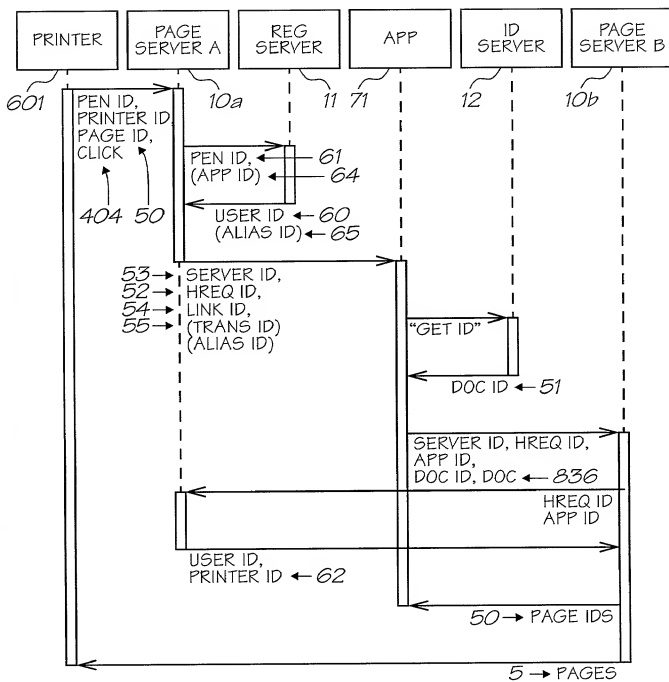 PRINTER
PAGE
SERVER A
REG
SERVER
APP
ID
SERVER
PAGE
SERVER B
601
10a
11
71
12
10b
PEN ID,
PRINTER ID,
PAGE ID,
CLICK
404 50
PEN ID, 61
(APP ID) 64
USER ID 60
(ALIAS ID) 65
53 SERVER ID,
52 HREQ ID,
54 LINK ID,
55 (TRANS ID)
(ALIAS ID)
"GET ID"
DOC ID 51
SERVER ID, HREQ ID,
APP ID,
DOC ID, DOC 836
HREQ ID
APP ID
USER ID,
PRINTER ID 62
50 PAGE IDS
5 PAGES